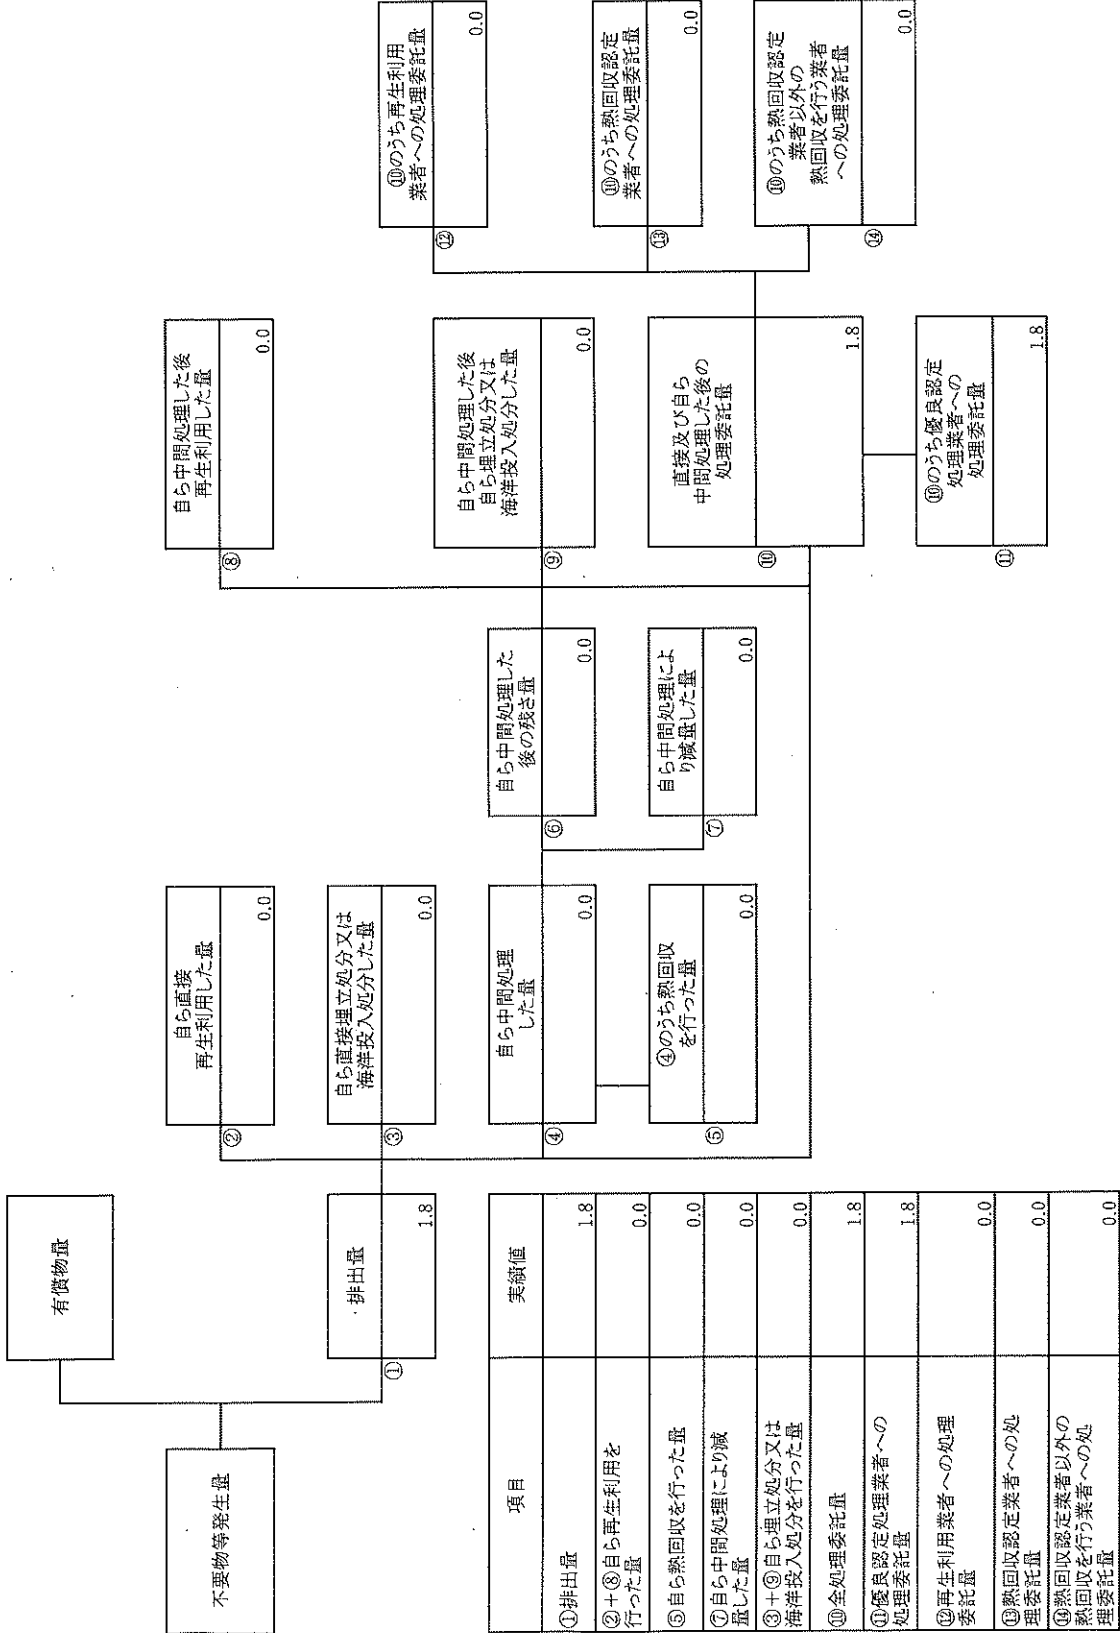 不要物等発生量
有償物量
①
排出量
1.8
②
自ら直接
再生利用した量
0.0
③
自ら直接埋立処分又は
海洋投入処分した量
0.0
④
自ら中間処理
した量
0.0
⑤
④のうち熱回収
を行った量
0.0
⑥
自ら中間処理した
後の残さ量
0.0
⑦
自ら中間処理によ
り減量した量
0.0
⑧
自ら中間処理した後
再生利用した量
0.0
⑨
自ら中間処理した後
自ら埋立処分又は
海洋投入処分した量
0.0
⑩
直接及び自ら
中間処理した後の
処理委託量
1.8
⑪
⑩のうち優良認定
処理業者への
処理委託量
1.8
⑫
⑩のうち再生利用
業者への処理委託量
0.0
⑬
⑩のうち熱回収認定
業者への処理委託量
0.0
⑭
⑩のうち熱回収認定
業者以外の
熱回収を行う業者
への処理委託量
0.0
項目 実績値
①排出量 1.8
②+⑧自ら再生利用を
行った量 0.0
⑤自ら熱回収を行った量 0.0
⑦自ら中間処理により減
量した量 0.0
③+⑨自ら埋立処分又は
海洋投入処分を行った量 0.0
⑩全処理委託量 1.8
⑪優良認定処理業者への
処理委託量 1.8
⑫再生利用業者への処理
委託量 0.0
⑬熱回収認定業者への処
理委託量 0.0
⑭熱回収認定業者以外の
熱回収を行う業者への処
理委託量 0.0